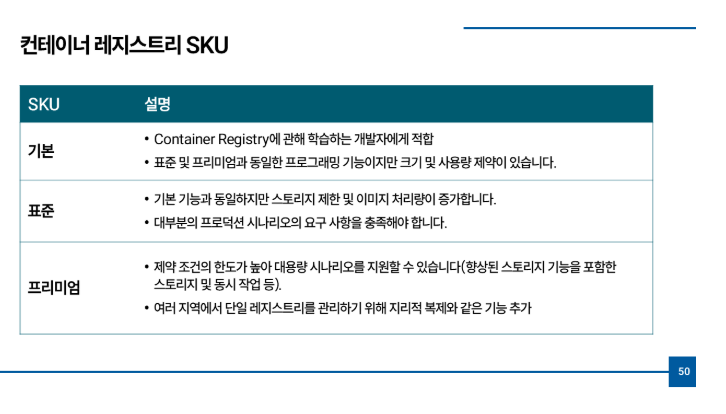 컨테이너 레지스트리 SKU
SKU 설명
기본
• Container Registry에 관해 학습하는 개발자에게 적합
• 표준 및 프리미엄과 동일한 프로그래밍 기능이지만 크기 및 사용량 제약이 있습니다.
표준
• 기본 기능과 동일하지만 스토리지 제한 및 이미지 처리량이 증가합니다.
• 대부분의 프로덕션 시나리오의 요구 사항을 충족해야 합니다.
프리미엄
• 제약 조건의 한도가 높아 대용량 시나리오를 지원할 수 있습니다(향상된 스토리지 기능을 포함한
스토리지 및 동시 작업 등).
• 여러 지역에서 단일 레지스트리를 관리하기 위해 지리적 복제와 같은 기능 추가
50